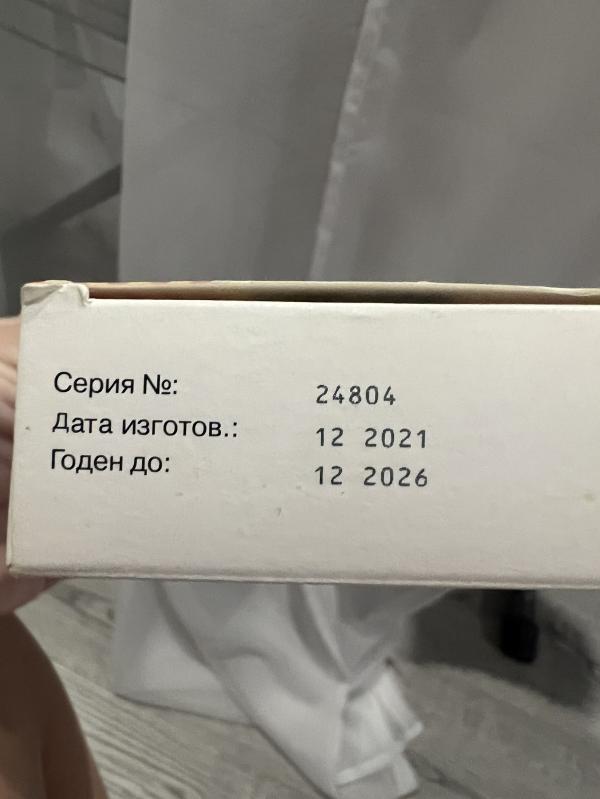 Серия №: 24804
Дата изготов.: 12 2021
Годен до: 12 2026